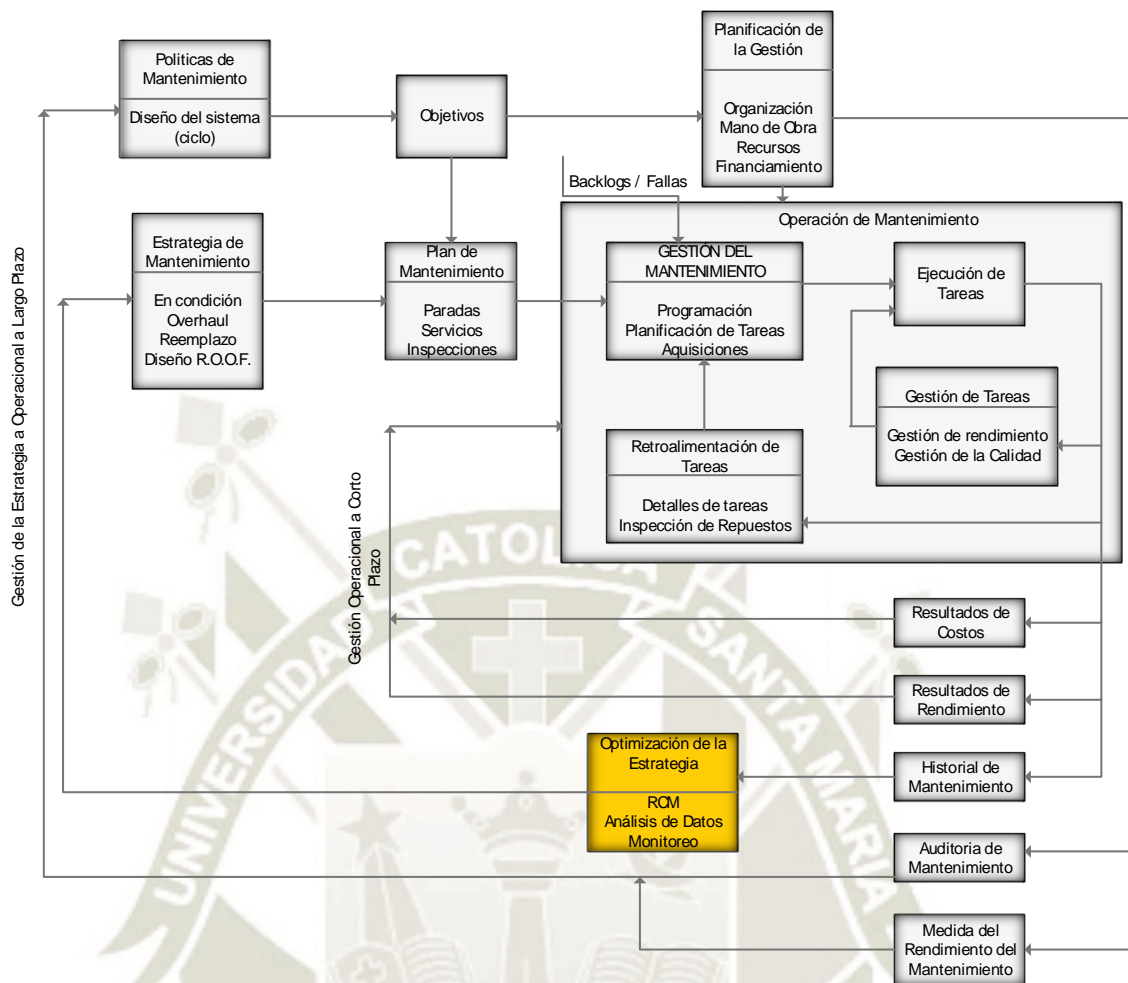 Politicas de
Mantenimiento
Diseño del sistema
(ciclo)
Objetivos
Planificación de
la Gestión
Organización
Mano de Obra
Recursos
Financiamiento
Backlogs / Fallas
Operación de Mantenimiento
Estrategia de
Mantenimiento
En condición
Overhaul
Reemplazo
Diseño R.O.O.F.
Plan de
Mantenimiento
Paradas
Servicios
Inspecciones
GESTIÓN DEL
MANTENIMIENTO
Programación
Planificación de Tareas
Aquisiciones
Ejecución de
Tareas
Gestión de Tareas
Gestión de rendimiento
Gestión de la Calidad
Retroalimentación de
Tareas
Detalles de tareas
Inspección de Repuestos
Gestión de la Estrategia a Operacional a Largo Plazo
Gestión Operacional a Corto
Plazo
Resultados de
Costos
Resultados de
Rendimiento
Optimización de la
Estrategia
RCM
Análisis de Datos
Monitoreo
Historial de
Mantenimiento
Auditoria de
Mantenimiento
Medida del
Rendimiento del
Mantenimiento
UNIVERSIDAD CATOLICA SANTA MARIA